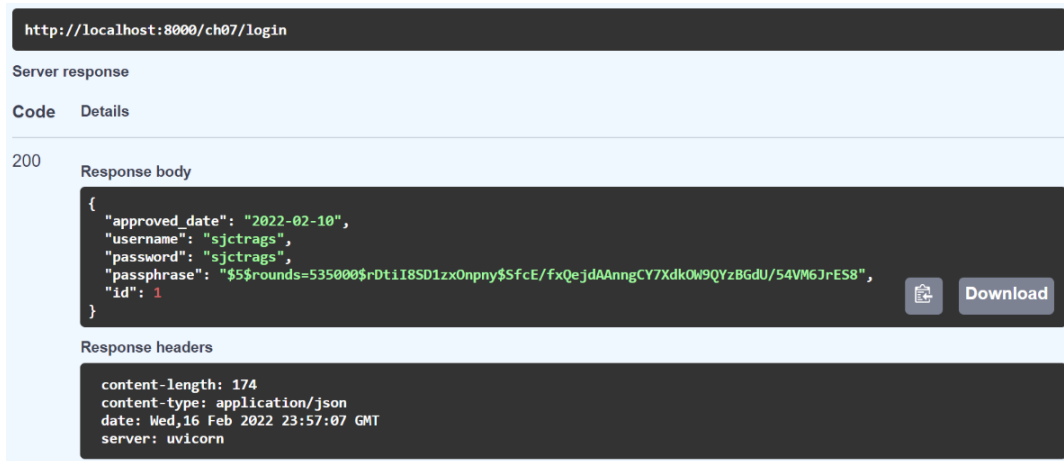 http://localhost:8000/ch07/login
Server response
Code Details
200
Response body
{
"approved_date": "2022-02-10",
"username": "sjctrags",
"password": "sjctrags",
"passphrase": "$5$rounds=535000$rDtiI8SD1zxOnpny$SfcE/fxQejdAAnngCY7XdkOW9QYzBGdU/54VM6JrES8",
"id": 1
}
Download
Response headers
content-length: 174
content-type: application/json
date: Wed,16 Feb 2022 23:57:07 GMT
server: uvicorn